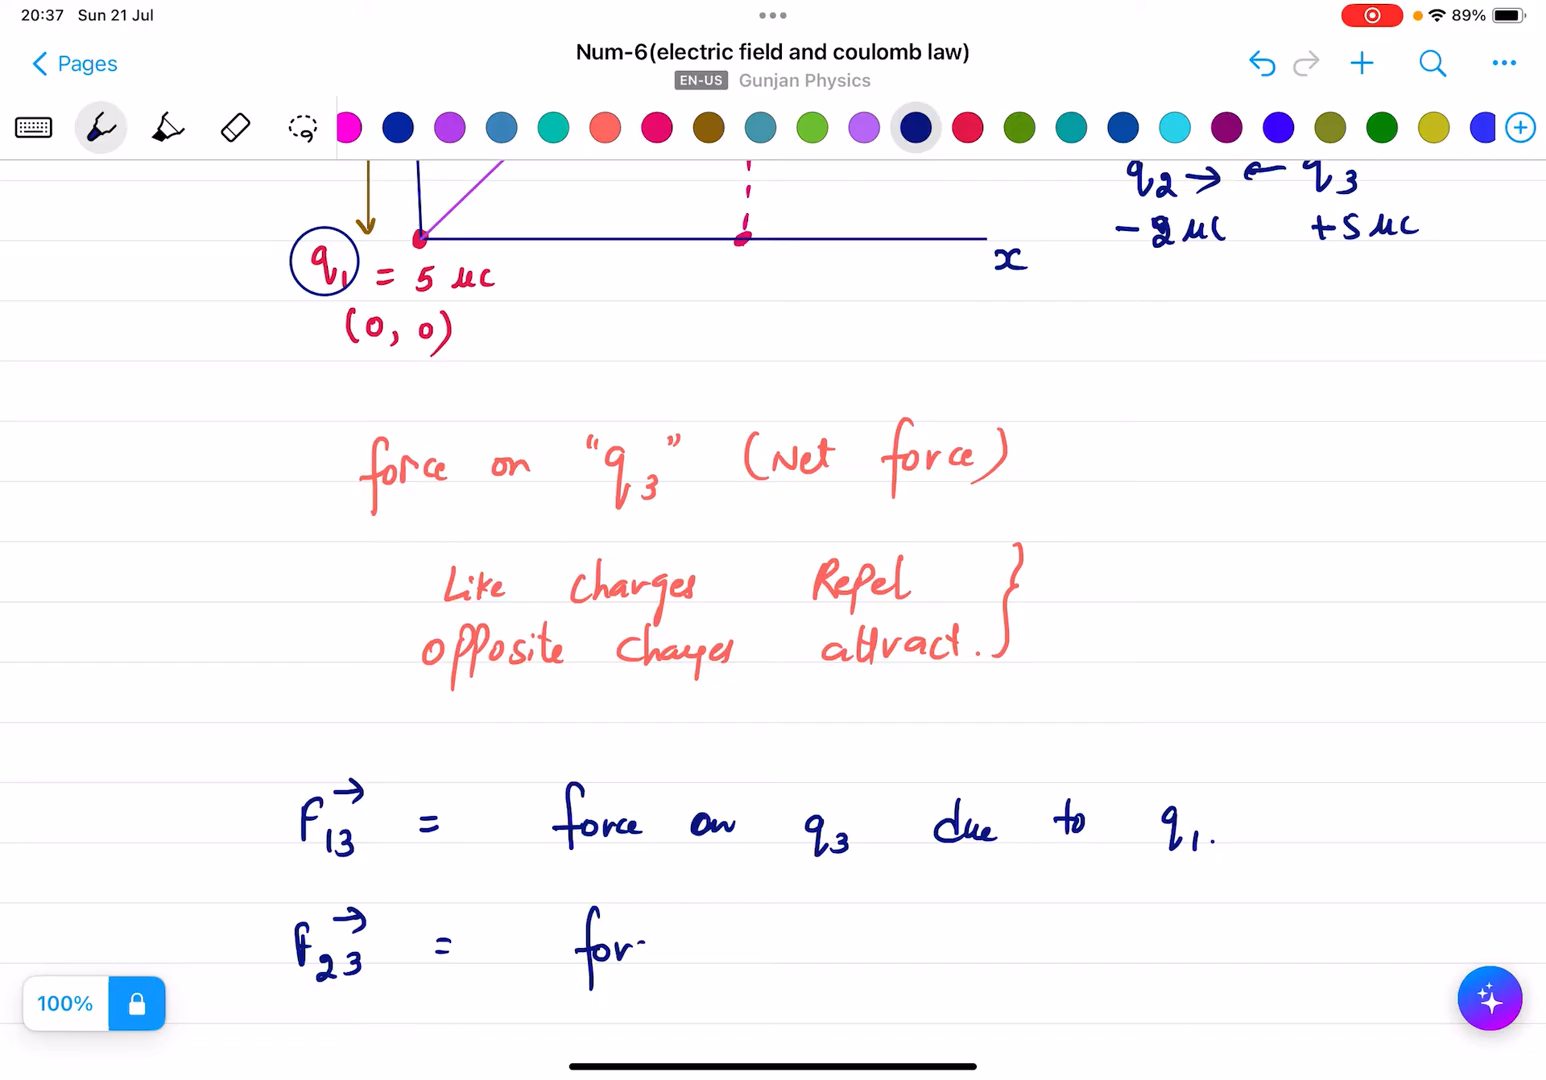 20:37 Sun 21 Jul
89%
Pages
Num-6(electric field and coulomb law)
EN-US Gunjan Physics
q2 → ← q3
-2 μc +5 μc
x
q1 = 5 μc
(0, 0)
force on "q3" (Net force)
Like charges Repel
opposite charges attract.
F13→ = force on q3 due to q1.
F23→ = for
100%